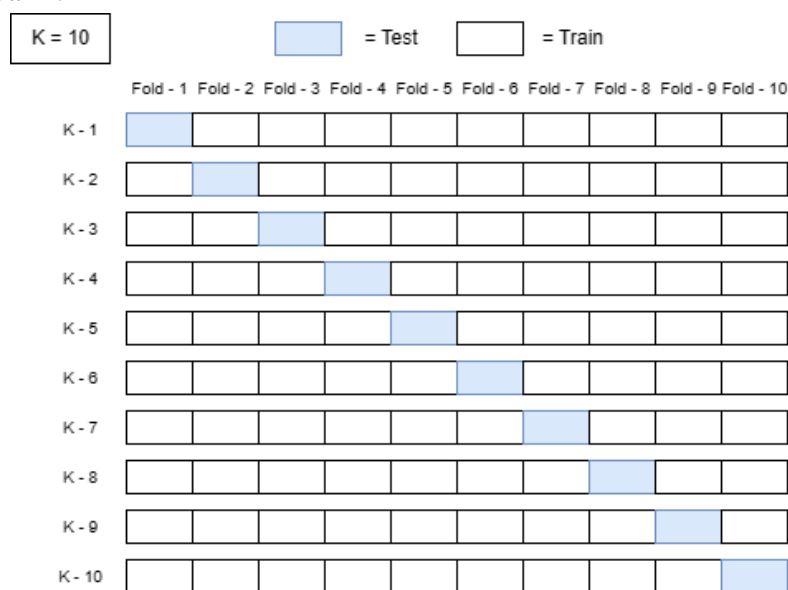 K = 10 = Test = Train
Fold - 1 Fold - 2 Fold - 3 Fold - 4 Fold - 5 Fold - 6 Fold - 7 Fold - 8 Fold - 9 Fold - 10
K - 1
K - 2
K - 3
K - 4
K - 5
K - 6
K - 7
K - 8
K - 9
K - 10